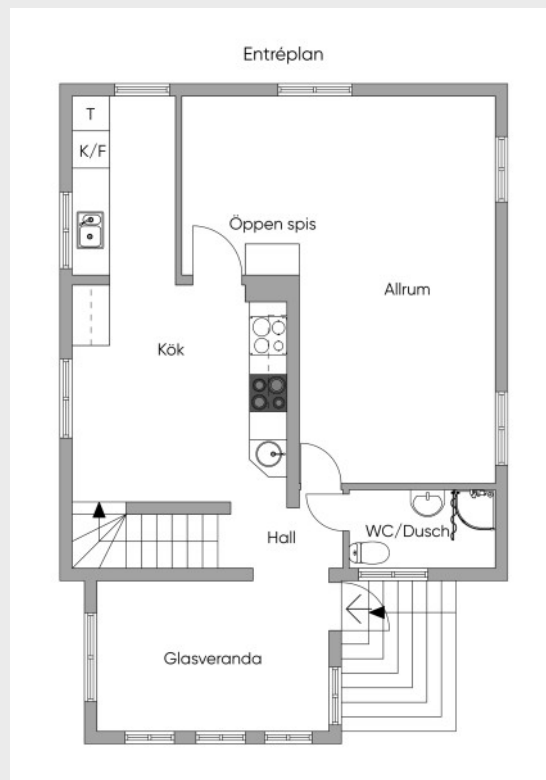 Entréplan
T
K/F
Öppen spis
Allrum
Kök
Hall
WC/Dusch
Glasveranda